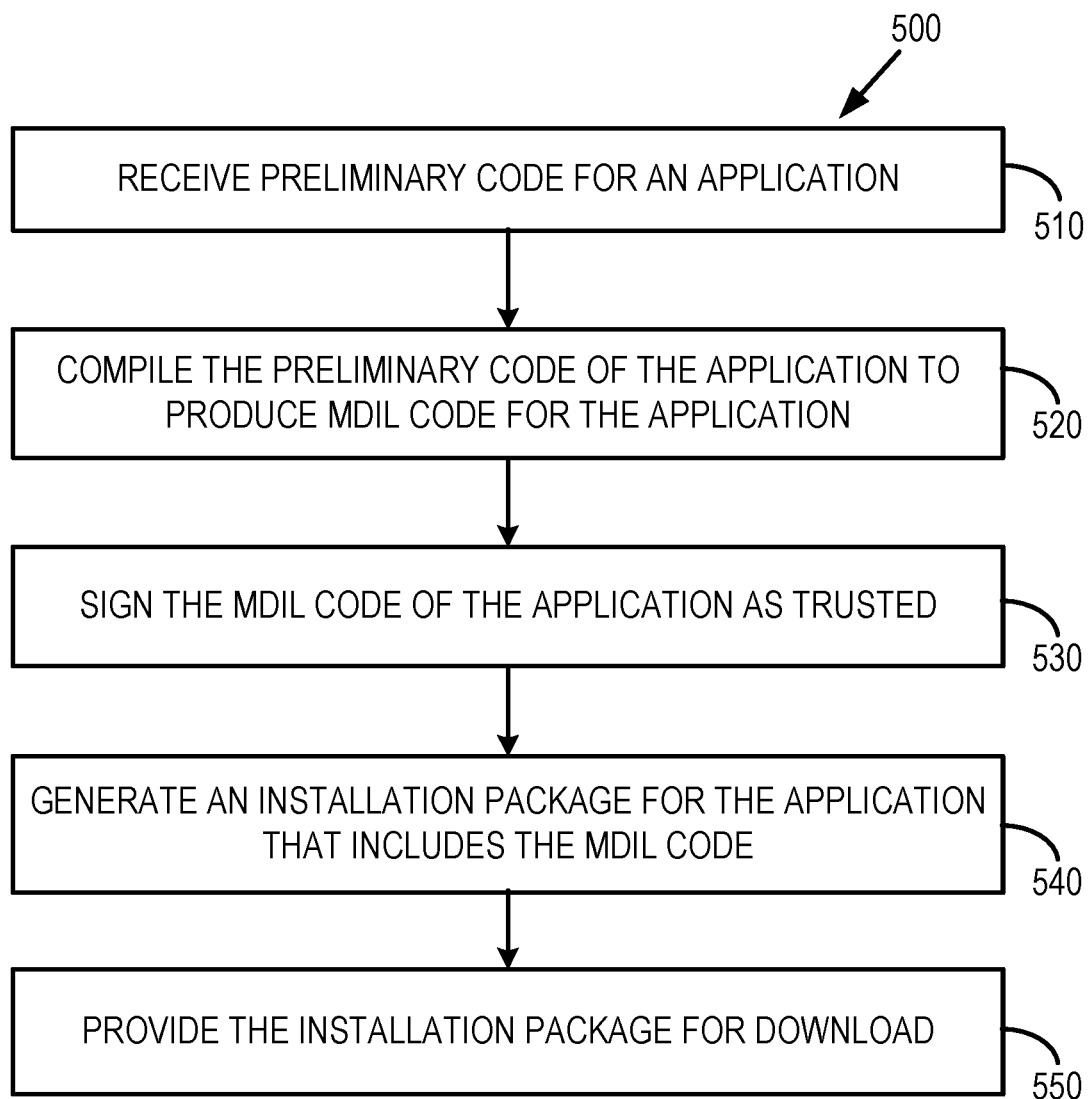 500
RECEIVE PRELIMINARY CODE FOR AN APPLICATION
510
COMPILE THE PRELIMINARY CODE OF THE APPLICATION TO
PRODUCE MDIL CODE FOR THE APPLICATION
520
SIGN THE MDIL CODE OF THE APPLICATION AS TRUSTED
530
GENERATE AN INSTALLATION PACKAGE FOR THE APPLICATION
THAT INCLUDES THE MDIL CODE
540
PROVIDE THE INSTALLATION PACKAGE FOR DOWNLOAD
550